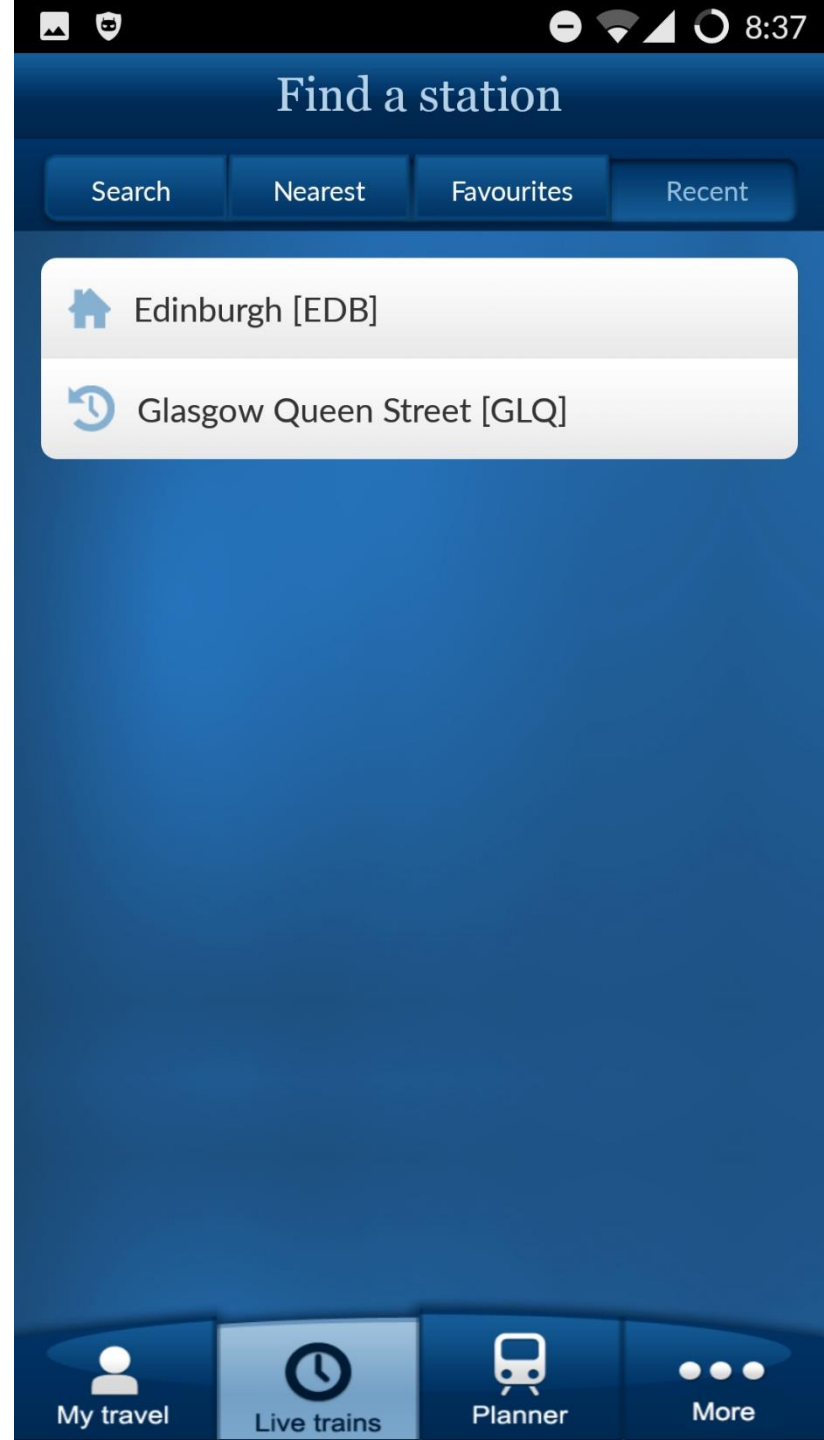 8:37
Find a station
Search Nearest Favourites Recent
Edinburgh [EDB]
Glasgow Queen Street [GLQ]
My travel Live trains Planner More